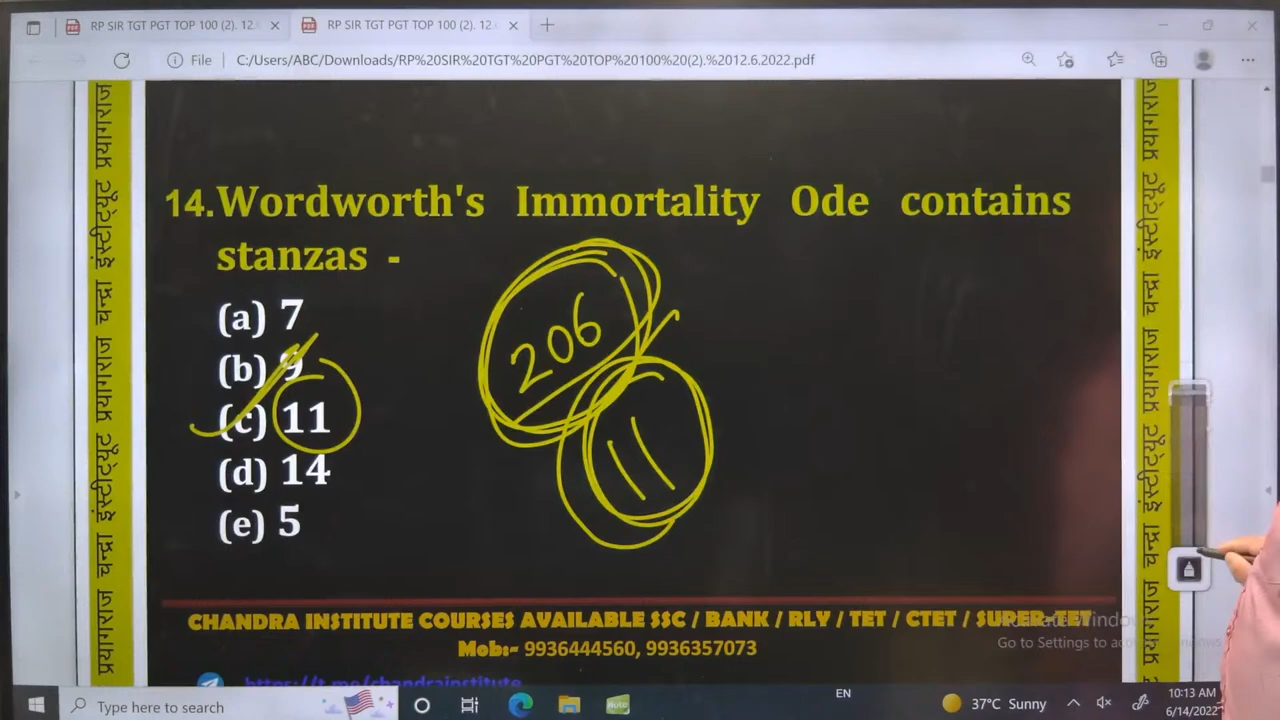 RP SIR TGT PGT TOP 100 (2). 12.
RP SIR TGT PGT TOP 100 (2). 12.
File
C:/Users/ABC/Downloads/RP%20SIR%20TGT%20PGT%20TOP%20100%20(2).%2012.6.2022.pdf
14.Wordworth's Immortality Ode contains
stanzas -
(a) 7
(b) 9
(c) 11
(d) 14
(e) 5
206
11
चन्द्रा इंस्टीट्यूट प्रयागराज
चन्द्रा इंस्टीट्यूट प्रयागराज
प्रयागराज
प्रयागराज
CHANDRA INSTITUTE COURSES AVAILABLE SSC / BANK / RLY / TET / CTET / SUPER-TET
Mob:- 9936444560, 9936357073
https://t.me/chandrainstitute
Go to Settings to
Type here to search
Auto
EN
37°C Sunny
10:13 AM
6/14/2022